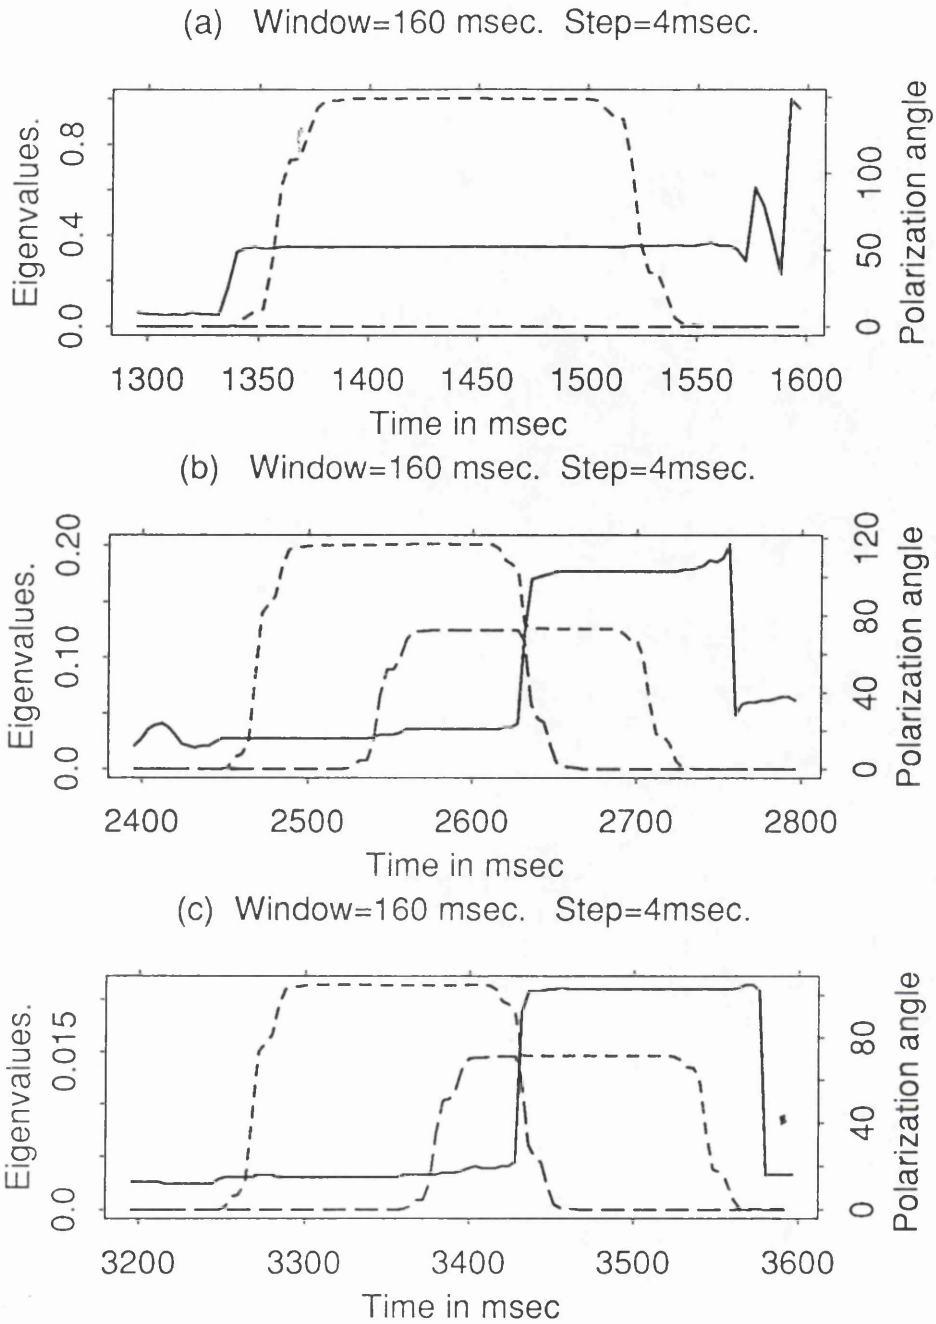 (a) Window=160 msec. Step=4msec.
Eigenvalues.
0.0 0.4 0.8
Polarization angle
0 50 100
1300 1350 1400 1450 1500 1550 1600
Time in msec
(b) Window=160 msec. Step=4msec.
Eigenvalues.
0.0 0.10 0.20
Polarization angle
0 40 80 120
2400 2500 2600 2700 2800
Time in msec
(c) Window=160 msec. Step=4msec.
Eigenvalues.
0.0 0.015
Polarization angle
0 40 80
3200 3300 3400 3500 3600
Time in msec